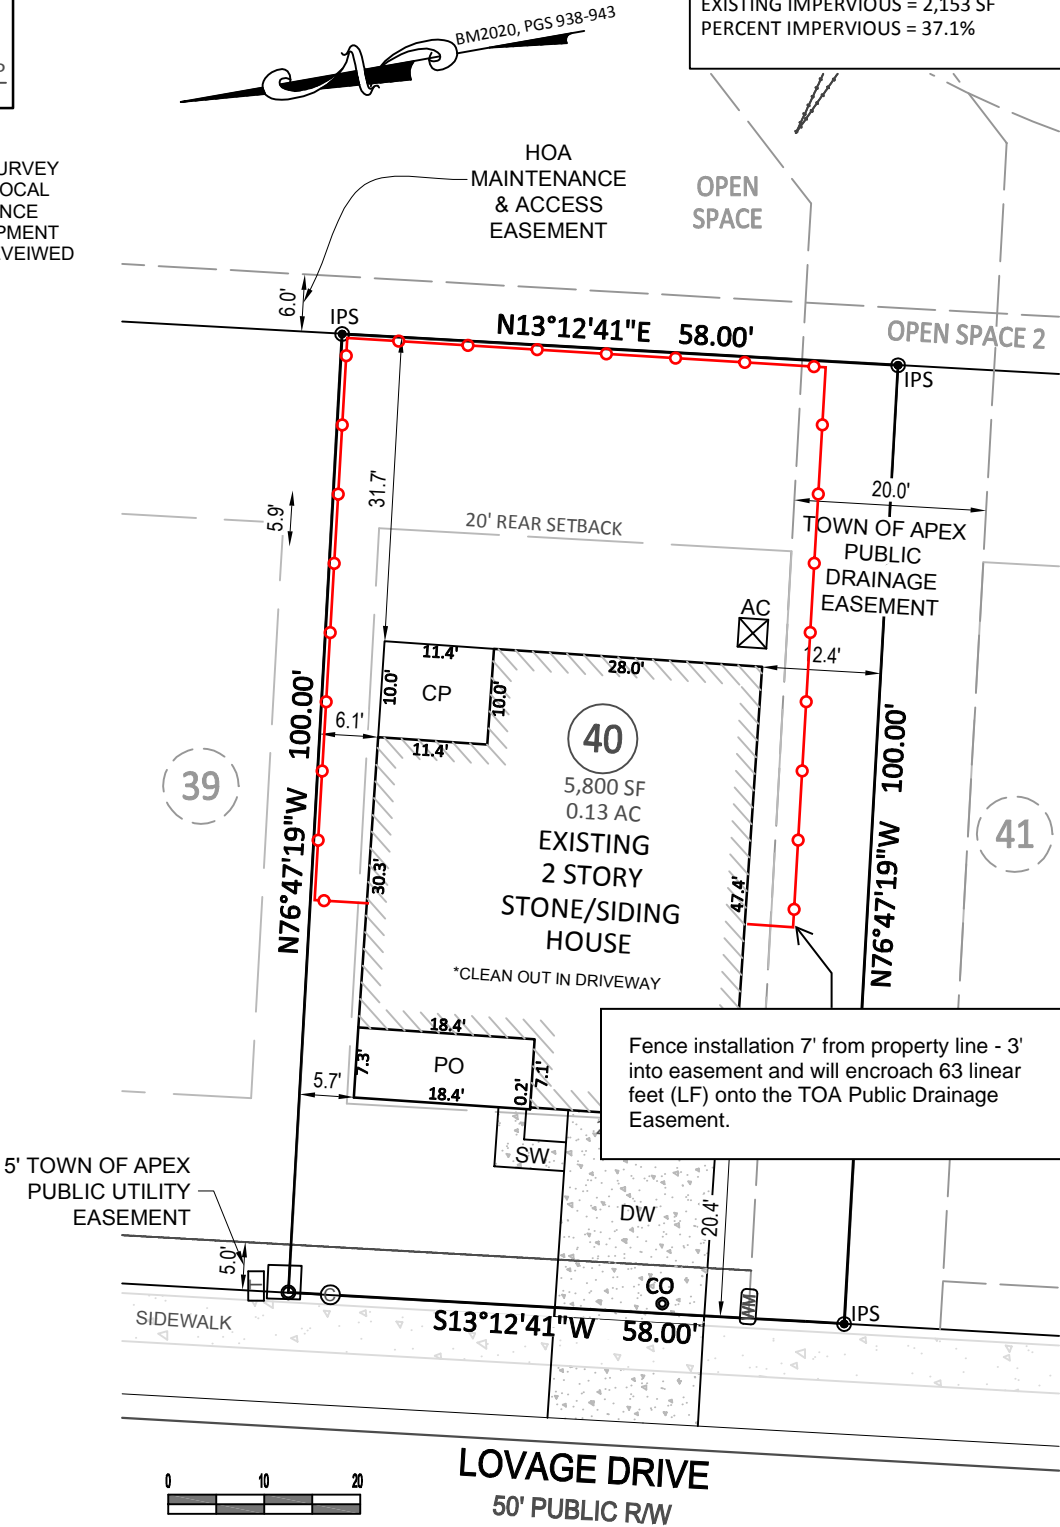 EXISTING IMPERVIOUS = 2,153 SF
PERCENT IMPERVIOUS = 37.1%
BM2020, PGS 938-943
N
URVEY
OCAL
NCE
PMENT
VEIWED
HOA
MAINTENANCE
& ACCESS
EASEMENT
OPEN
SPACE
6.0'
IPS
N13°12'41"E 58.00'
OPEN SPACE 2
IPS
31.7'
5.9'
20' REAR SETBACK
20.0'
TOWN OF APEX
PUBLIC
DRAINAGE
EASEMENT
AC
12.4'
11.4'
28.0'
10.0'
CP
10.0'
6.1'
11.4'
40
5,800 SF
0.13 AC
39
41
N76°47'19"W 100.00'
N76°47'19"W 100.00'
EXISTING
2 STORY
STONE/SIDING
HOUSE
30.3'
47.4'
*CLEAN OUT IN DRIVEWAY
Fence installation 7' from property line - 3'
into easement and will encroach 63 linear
feet (LF) onto the TOA Public Drainage
Easement.
18.4'
7.3'
PO
7.1'
5.7'
18.4'
0.2'
SW
5' TOWN OF APEX
PUBLIC UTILITY
EASEMENT
DW
20.4'
5.0'
T
C
CO
WM
IPS
SIDEWALK
S13°12'41"W 58.00'
LOVAGE DRIVE
50' PUBLIC R/W
0 10 20